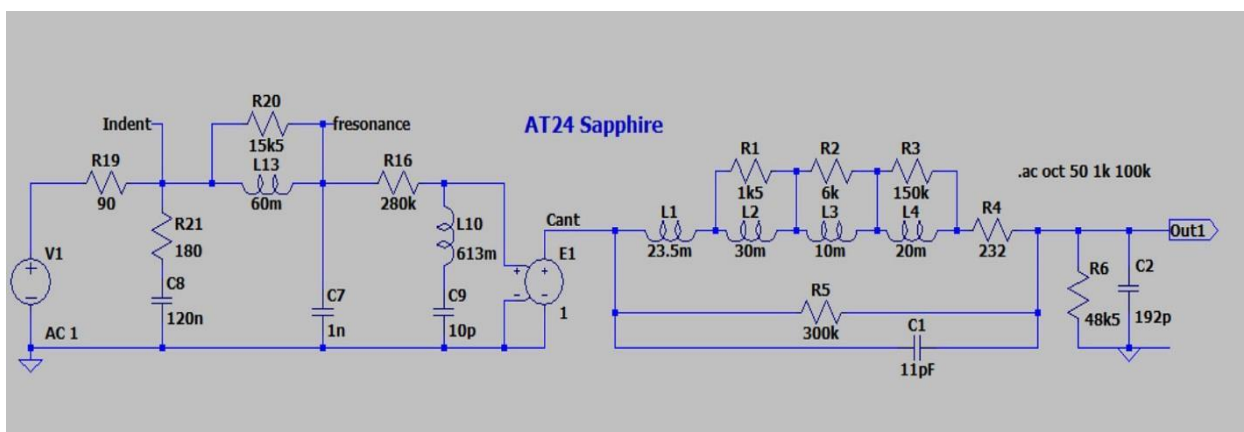 AT24 Sapphire
Indent
R20
15k5
fresonance
R19
90
L13
60m
R16
280k
R21
180
L10
613m
V1
AC 1
C8
120n
C7
1n
C9
10p
+
-
E1
1
Cant
R1
1k5
R2
6k
R3
150k
.ac oct 50 1k 100k
L1
23.5m
L2
30m
L3
10m
L4
20m
R4
232
Out1
R5
300k
C1
11pF
R6
48k5
C2
192p